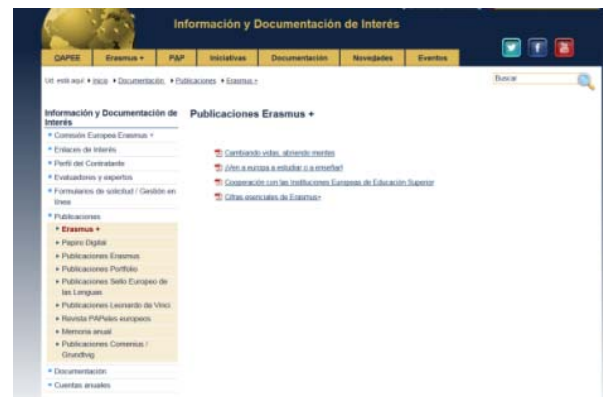 Información y Documentación de Interés
OAPEE Erasmus + PAP Iniciativas Documentación Novedades Eventos
Ud. está aquí: Inicio Documentación Publicaciones Erasmus +
Buscar
Información y Documentación de
Interés
Comisión Europea Erasmus +
Enlaces de Interés
Perfil del Contratante
Evaluadores y expertos
Formularios de solicitud / Gestión en
línea
Publicaciones
Erasmus +
Papiro Digital
Publicaciones Erasmus
Publicaciones Portfolio
Publicaciones Sello Europeo de
las Lenguas
Publicaciones Leonardo da Vinci
Revista PAPeles europeos
Memoria anual
Publicaciones Comenius /
Grundtvig
Documentación
Cuentas anuales
Publicaciones Erasmus +
Cambiando vidas, abriendo mentes
¡Ven a europa a estudiar o a enseñar!
Cooperación con las Instituciones Europeas de Educación Superior
Cifras esenciales de Erasmus+